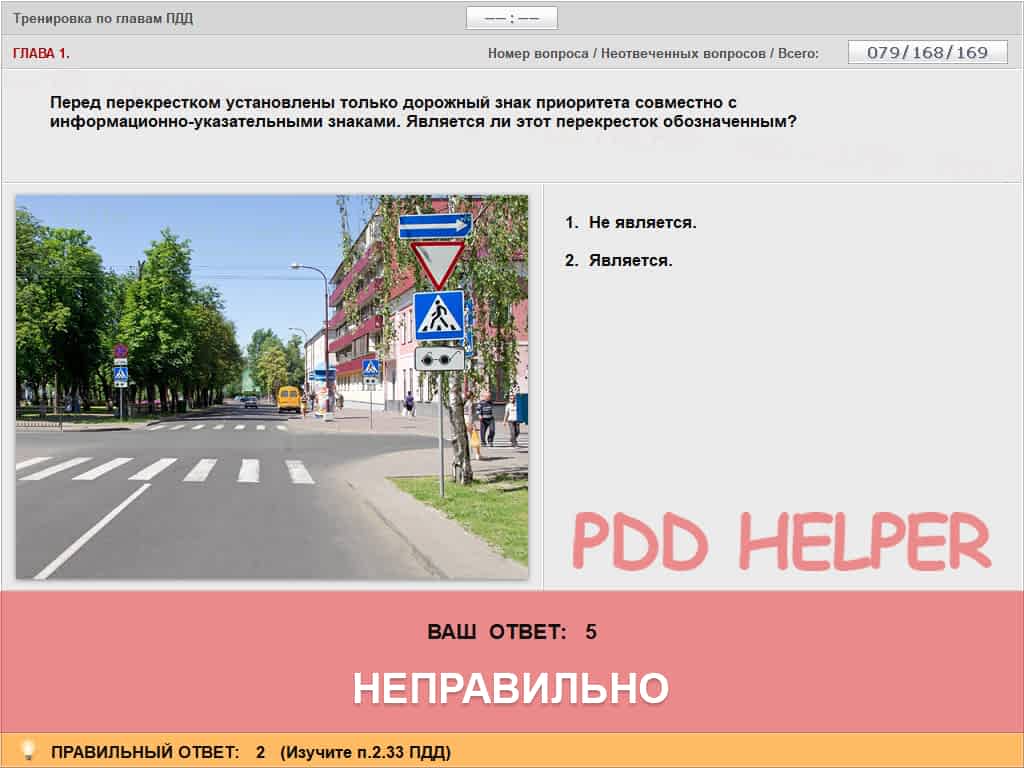 Тренировка по главам ПДД
–– : ––
ГЛАВА 1.
Номер вопроса / Неотвеченных вопросов / Всего:
079/168/169
Перед перекрестком установлены только дорожный знак приоритета совместно с
информационно-указательными знаками. Является ли этот перекресток обозначенным?
1. Не является.
2. Является.
PDD HELPER
ВАШ ОТВЕТ: 5
НЕПРАВИЛЬНО
ПРАВИЛЬНЫЙ ОТВЕТ: 2 (Изучите п.2.33 ПДД)